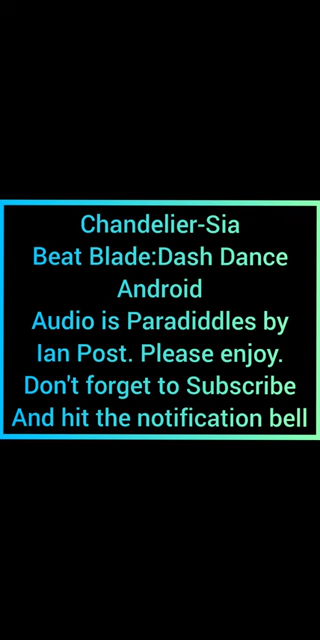 Chandelier-Sia
Beat Blade:Dash Dance
Android
Audio is Paradiddles by
Ian Post. Please enjoy.
Don't forget to Subscribe
And hit the notification bell